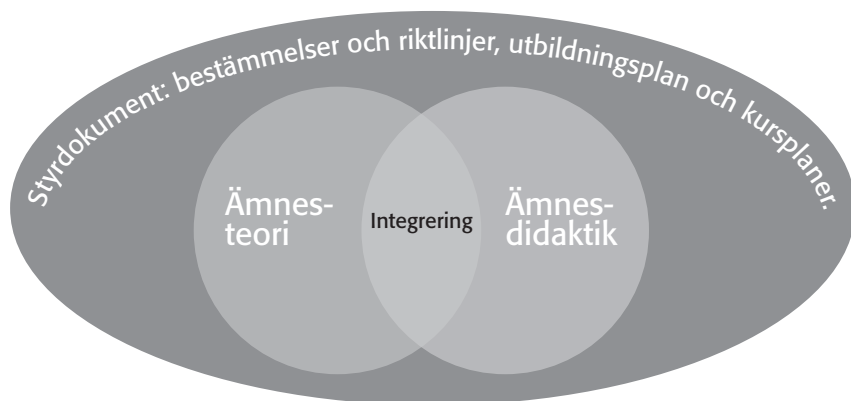 Styrdokument: bestämmelser och riktlinjer, utbildningsplan och kursplaner.
Ämnes-
teori
Integrering
Ämnes-
didaktik